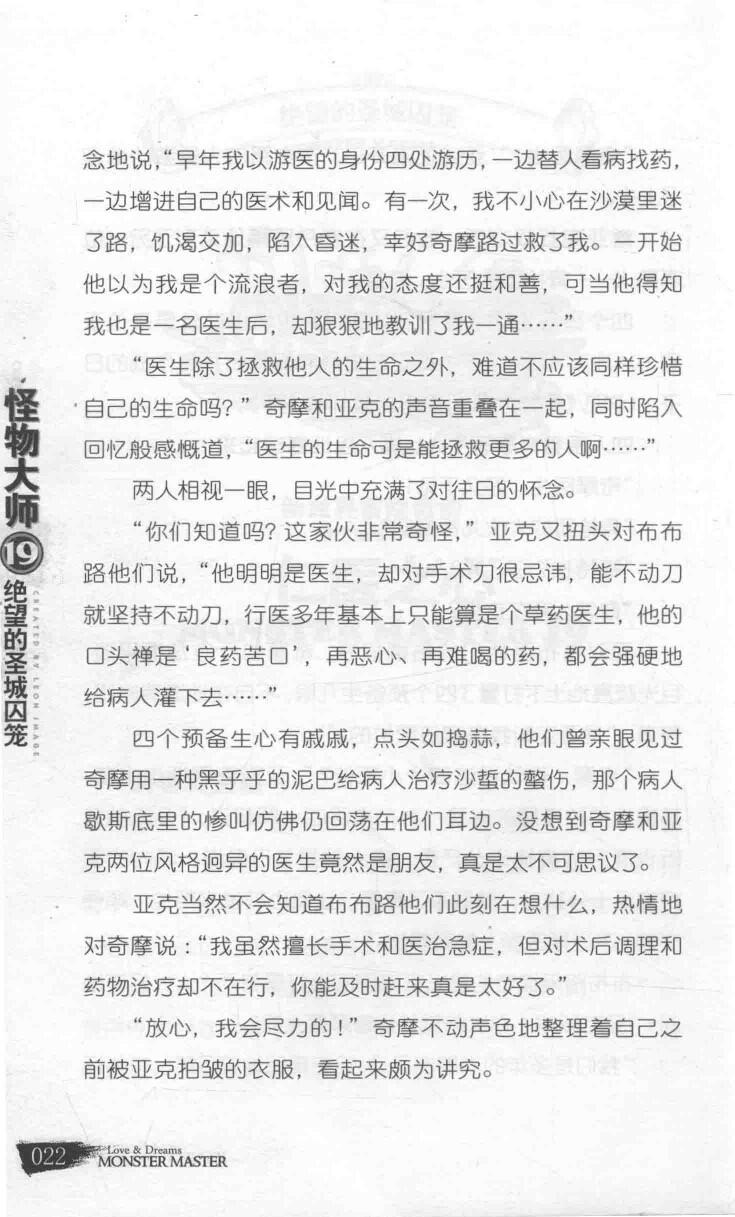 念地说，“早年我以游医的身份四处游历，一边替人看病找药，
一边增进自己的医术和见闻。有一次，我不小心在沙漠里迷
了路，饥渴交加，陷入昏迷，幸好奇摩路过救了我。一开始
他以为我是个流浪者，对我的态度还挺和善，可当他得知
我也是一名医生后，却狠狠地教训了我一通……”
“医生除了拯救他人的生命之外，难道不应该同样珍惜
自己的生命吗？”奇摩和亚克的声音重叠在一起，同时陷入
回忆般感慨道，“医生的生命可是能拯救更多的人啊……”
两人相视一眼，目光中充满了对往日的怀念。
“你们知道吗？这家伙非常奇怪，”亚克又扭头对布布
路他们说，“他明明是医生，却对手术刀很忌讳，能不动刀
就坚持不动刀，行医多年基本上只能算是个草药医生，他的
口头禅是‘良药苦口’，再恶心、再难喝的药，都会强硬地
给病人灌下去……”
四个预备生心有戚戚，点头如捣蒜，他们曾亲眼见过
奇摩用一种黑乎乎的泥巴给病人治疗沙蜇的螫伤，那个病人
歇斯底里的惨叫仿佛仍回荡在他们耳边。没想到奇摩和亚
克两位风格迥异的医生竟然是朋友，真是太不可思议了。
亚克当然不会知道布布路他们此刻在想什么，热情地
对奇摩说：“我虽然擅长手术和医治急症，但对术后调理和
药物治疗却不在行，你能及时赶来真是太好了。”
“放心，我会尽力的！”奇摩不动声色地整理着自己之
前被亚克拍皱的衣服，看起来颇为讲究。
怪物大师
19
绝望的圣城囚笼
CREATED BY LEON IMAGE
022
Love & Dreams
MONSTER MASTER